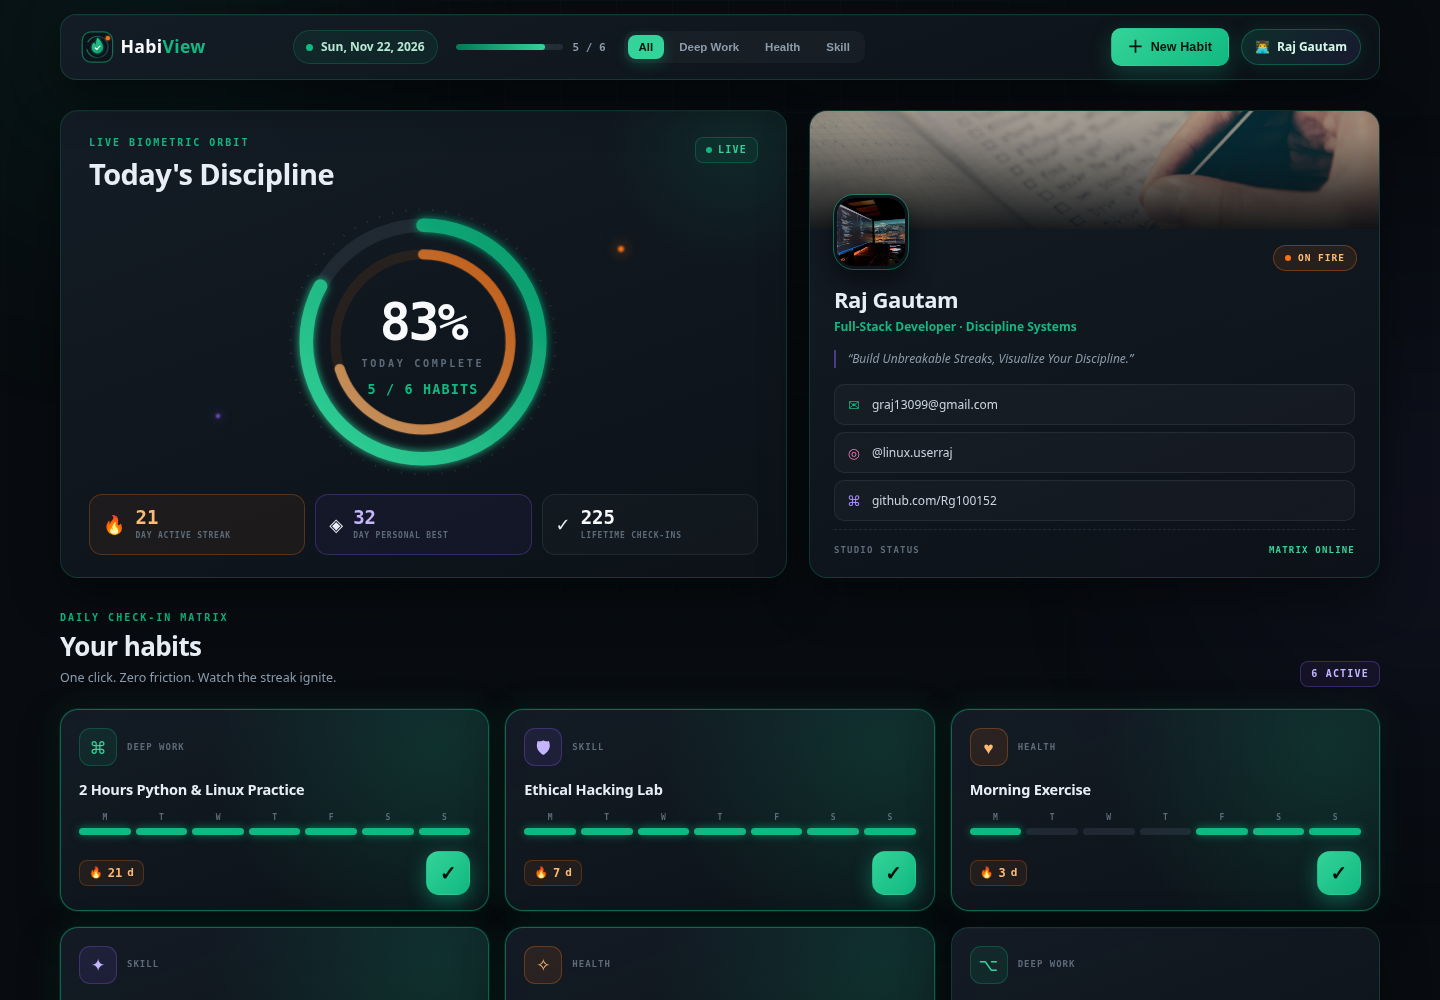 HabiView
Sun, Nov 22, 2026
5 / 6
All
Deep Work
Health
Skill
New Habit
Raj Gautam
LIVE BIOMETRIC ORBIT
Today's Discipline
LIVE
83%
TODAY COMPLETE
5 / 6 HABITS
21
DAY ACTIVE STREAK
32
DAY PERSONAL BEST
225
LIFETIME CHECK-INS
ON FIRE
Raj Gautam
Full-Stack Developer · Discipline Systems
“Build Unbreakable Streaks, Visualize Your Discipline.”
graj13099@gmail.com
@linux.userraj
github.com/Rg100152
STUDIO STATUS
MATRIX ONLINE
DAILY CHECK-IN MATRIX
Your habits
One click. Zero friction. Watch the streak ignite.
6 ACTIVE
DEEP WORK
2 Hours Python & Linux Practice
M T W T F S S
21 d
SKILL
Ethical Hacking Lab
M T W T F S S
7 d
HEALTH
Morning Exercise
M T W T F S S
3 d
SKILL
HEALTH
DEEP WORK